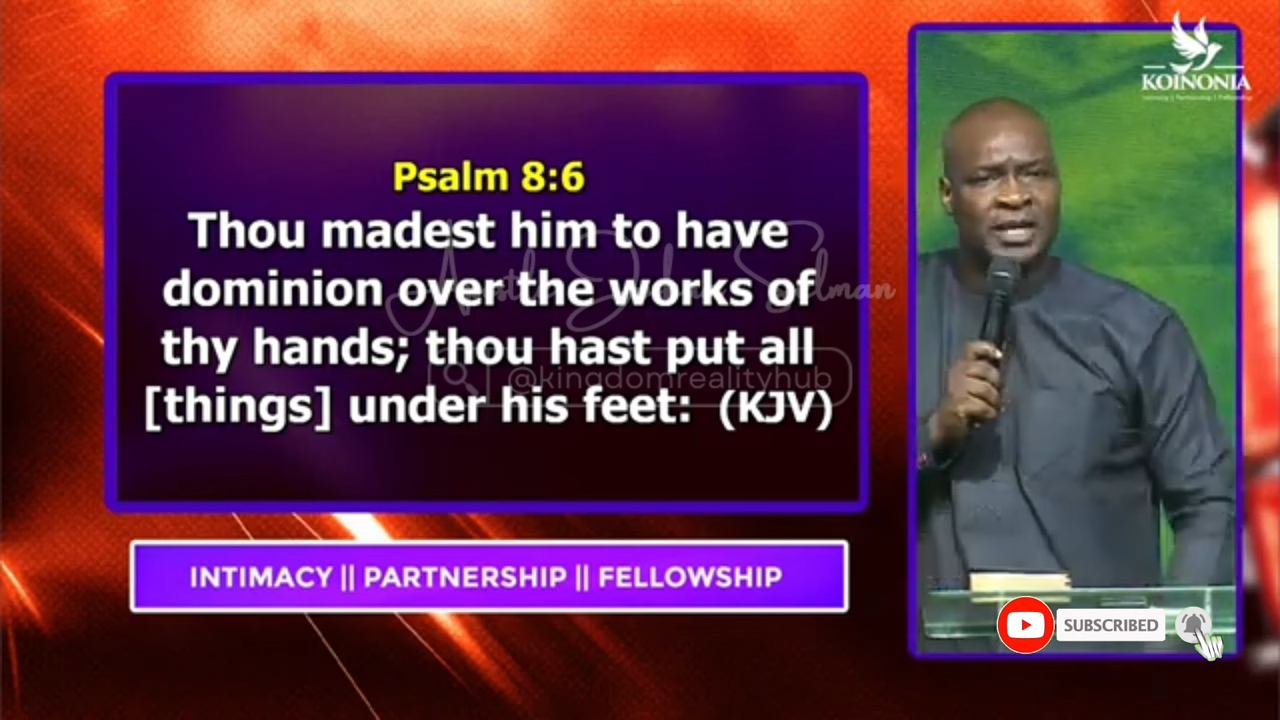 KOINONIA
Psalm 8:6
Thou madest him to have
dominion over the works of
thy hands; thou hast put all
[things] under his feet: (KJV)
@kingdomrealityhub
INTIMACY || PARTNERSHIP || FELLOWSHIP
SUBSCRIBED